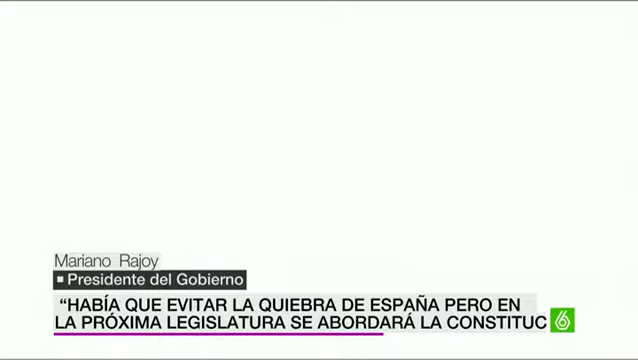 Mariano Rajoy
Presidente del Gobierno
“HABÍA QUE EVITAR LA QUIEBRA DE ESPAÑA PERO EN
LA PRÓXIMA LEGISLATURA SE ABORDARÁ LA CONSTITUC
6